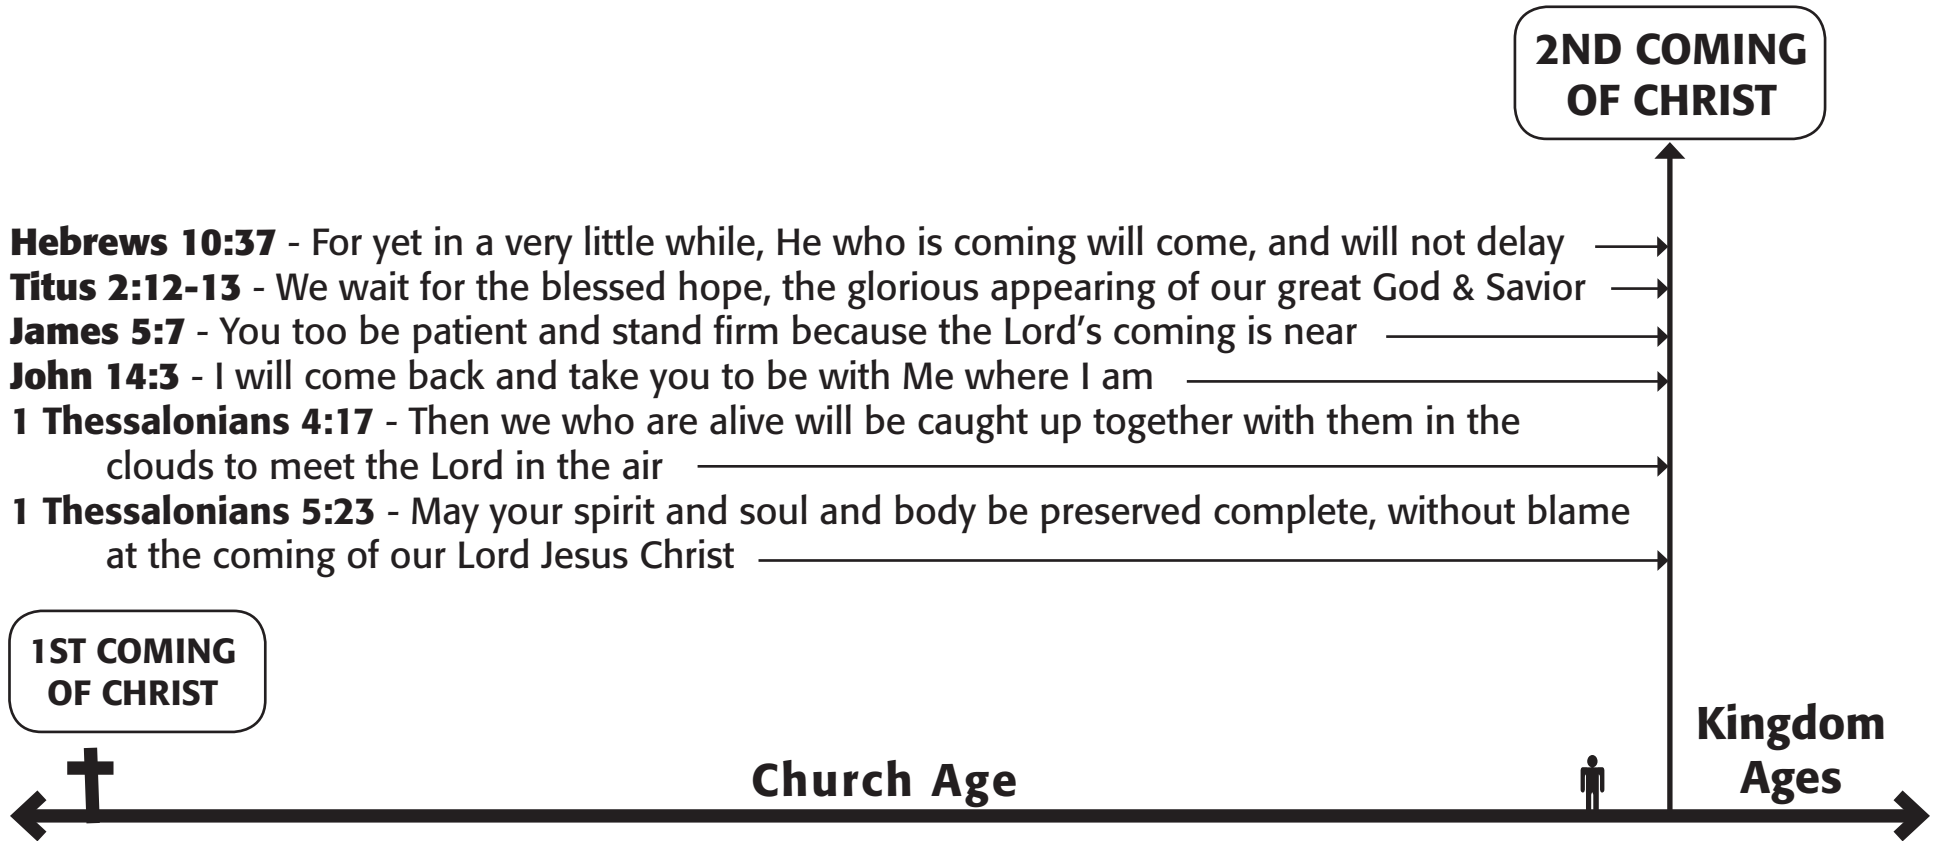 2ND COMING
OF CHRIST
Hebrews 10:37 - For yet in a very little while, He who is coming will come, and will not delay
Titus 2:12-13 - We wait for the blessed hope, the glorious appearing of our great God & Savior
James 5:7 - You too be patient and stand firm because the Lord’s coming is near
John 14:3 - I will come back and take you to be with Me where I am
1 Thessalonians 4:17 - Then we who are alive will be caught up together with them in the
clouds to meet the Lord in the air
1 Thessalonians 5:23 - May your spirit and soul and body be preserved complete, without blame
at the coming of our Lord Jesus Christ
1ST COMING
OF CHRIST
Church Age
Kingdom
Ages